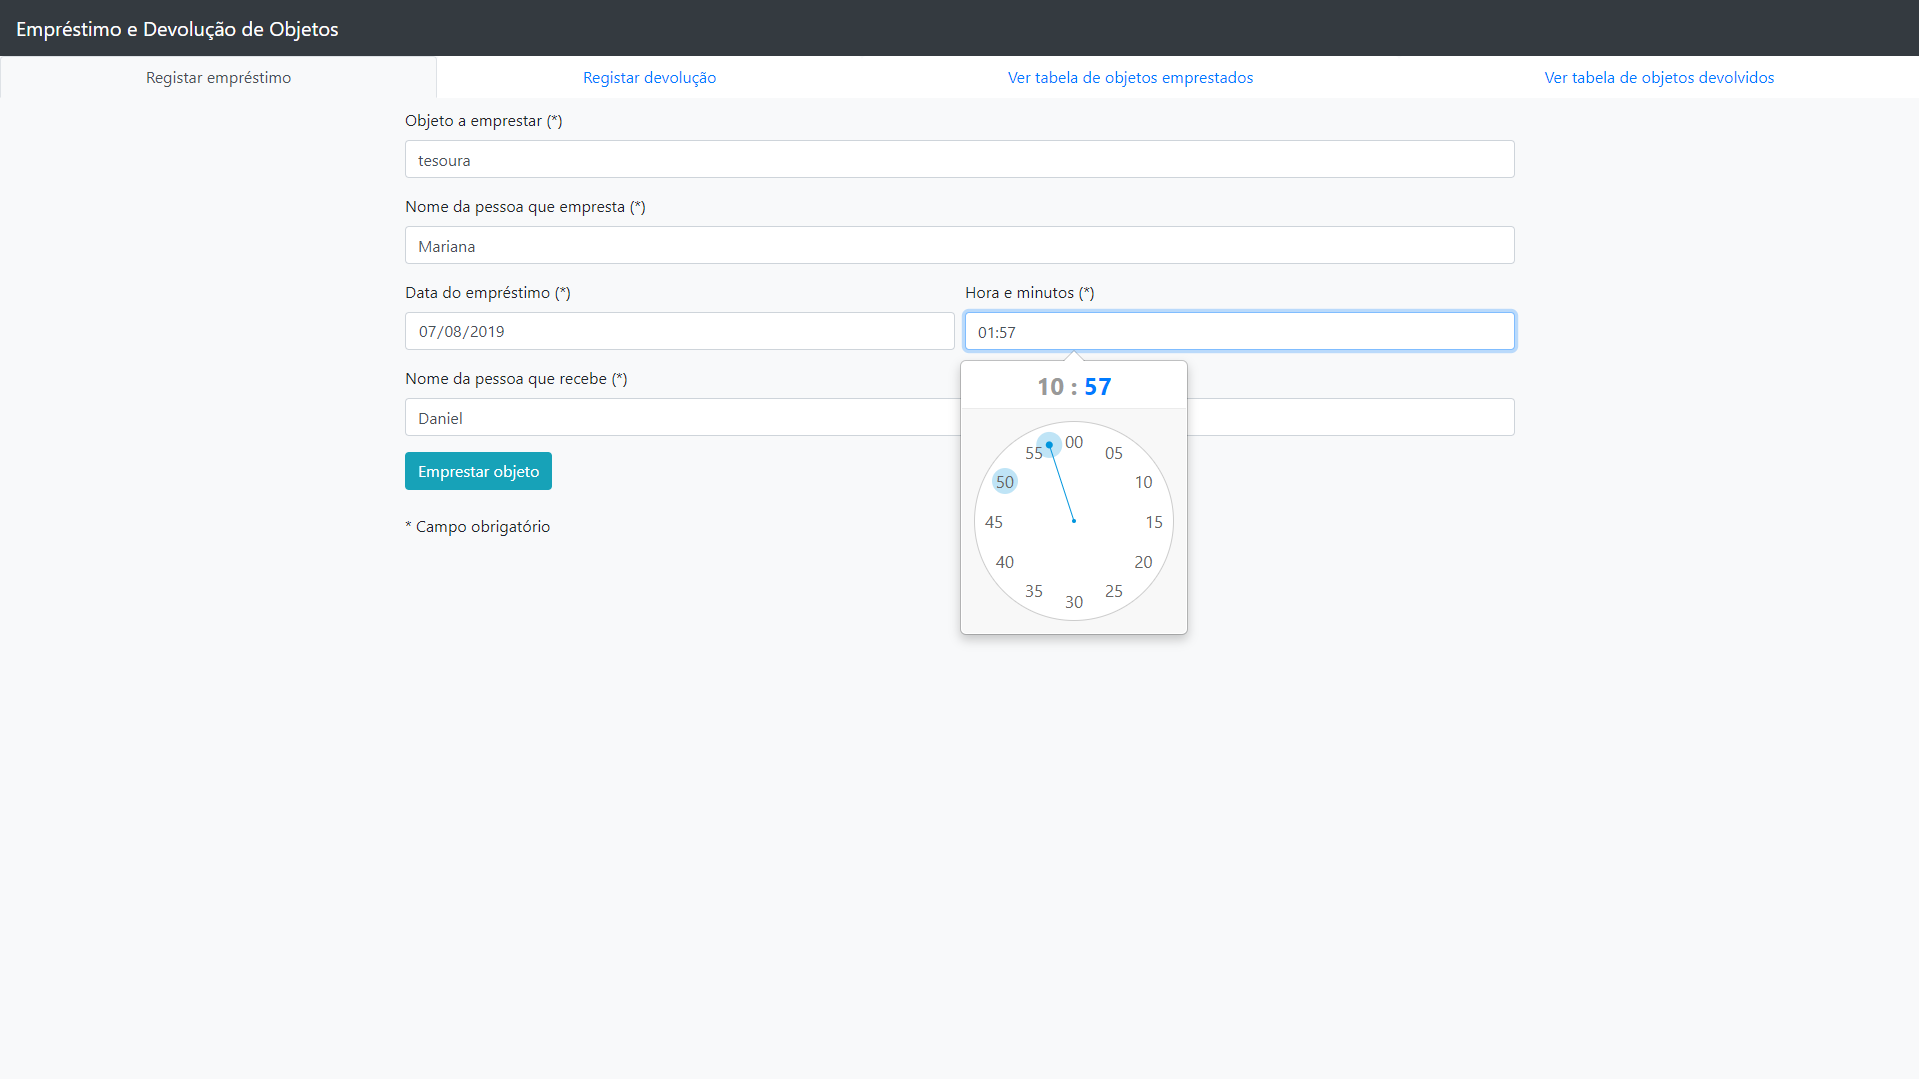 Empréstimo e Devolução de Objetos
Registar empréstimo
Registar devolução
Ver tabela de objetos emprestados
Ver tabela de objetos devolvidos
Objeto a emprestar (*)
tesoura
Nome da pessoa que empresta (*)
Mariana
Data do empréstimo (*)
Hora e minutos (*)
07/08/2019
01:57
Nome da pessoa que recebe (*)
Daniel
10 : 57
00
05
10
15
20
25
30
35
40
45
50
55
Emprestar objeto
* Campo obrigatório